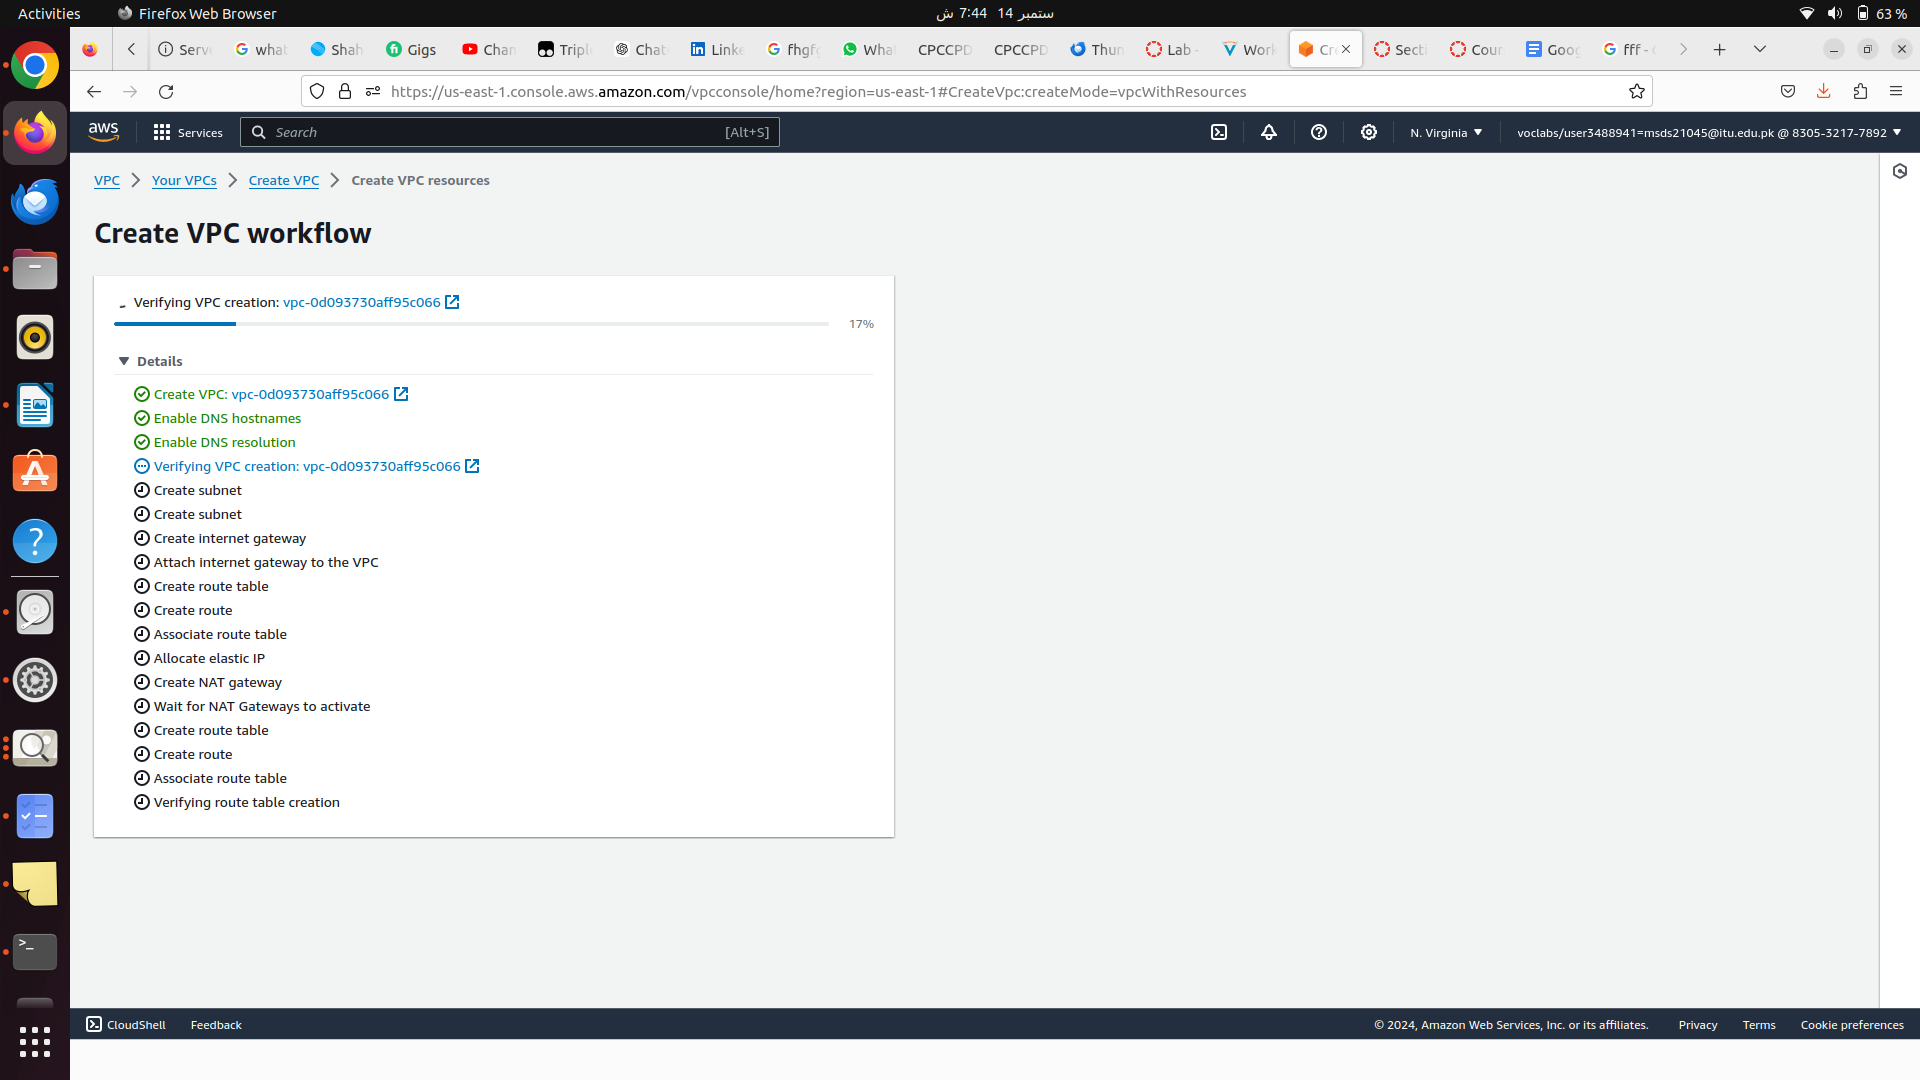 Activities
Firefox Web Browser
ستمبر 14  7:44 ش
63 %
Serv
what
Shah
Gigs
Chan
Triple
Chat
Linke
fhgfg
What
CPCCPD
CPCCPD
Thun
Lab -
Work
Cre
Secti
Cour
Goog
fff - G
https://us-east-1.console.aws.amazon.com/vpcconsole/home?region=us-east-1#CreateVpc:createMode=vpcWithResources
aws
Services
Search
[Alt+S]
N. Virginia
voclabs/user3488941=msds21045@itu.edu.pk @ 8305-3217-7892
VPC
Your VPCs
Create VPC
Create VPC resources
Create VPC workflow
Verifying VPC creation: vpc-0d093730aff95c066
17%
Details
Create VPC: vpc-0d093730aff95c066
Enable DNS hostnames
Enable DNS resolution
Verifying VPC creation: vpc-0d093730aff95c066
Create subnet
Create subnet
Create internet gateway
Attach internet gateway to the VPC
Create route table
Create route
Associate route table
Allocate elastic IP
Create NAT gateway
Wait for NAT Gateways to activate
Create route table
Create route
Associate route table
Verifying route table creation
CloudShell
Feedback
© 2024, Amazon Web Services, Inc. or its affiliates.
Privacy
Terms
Cookie preferences